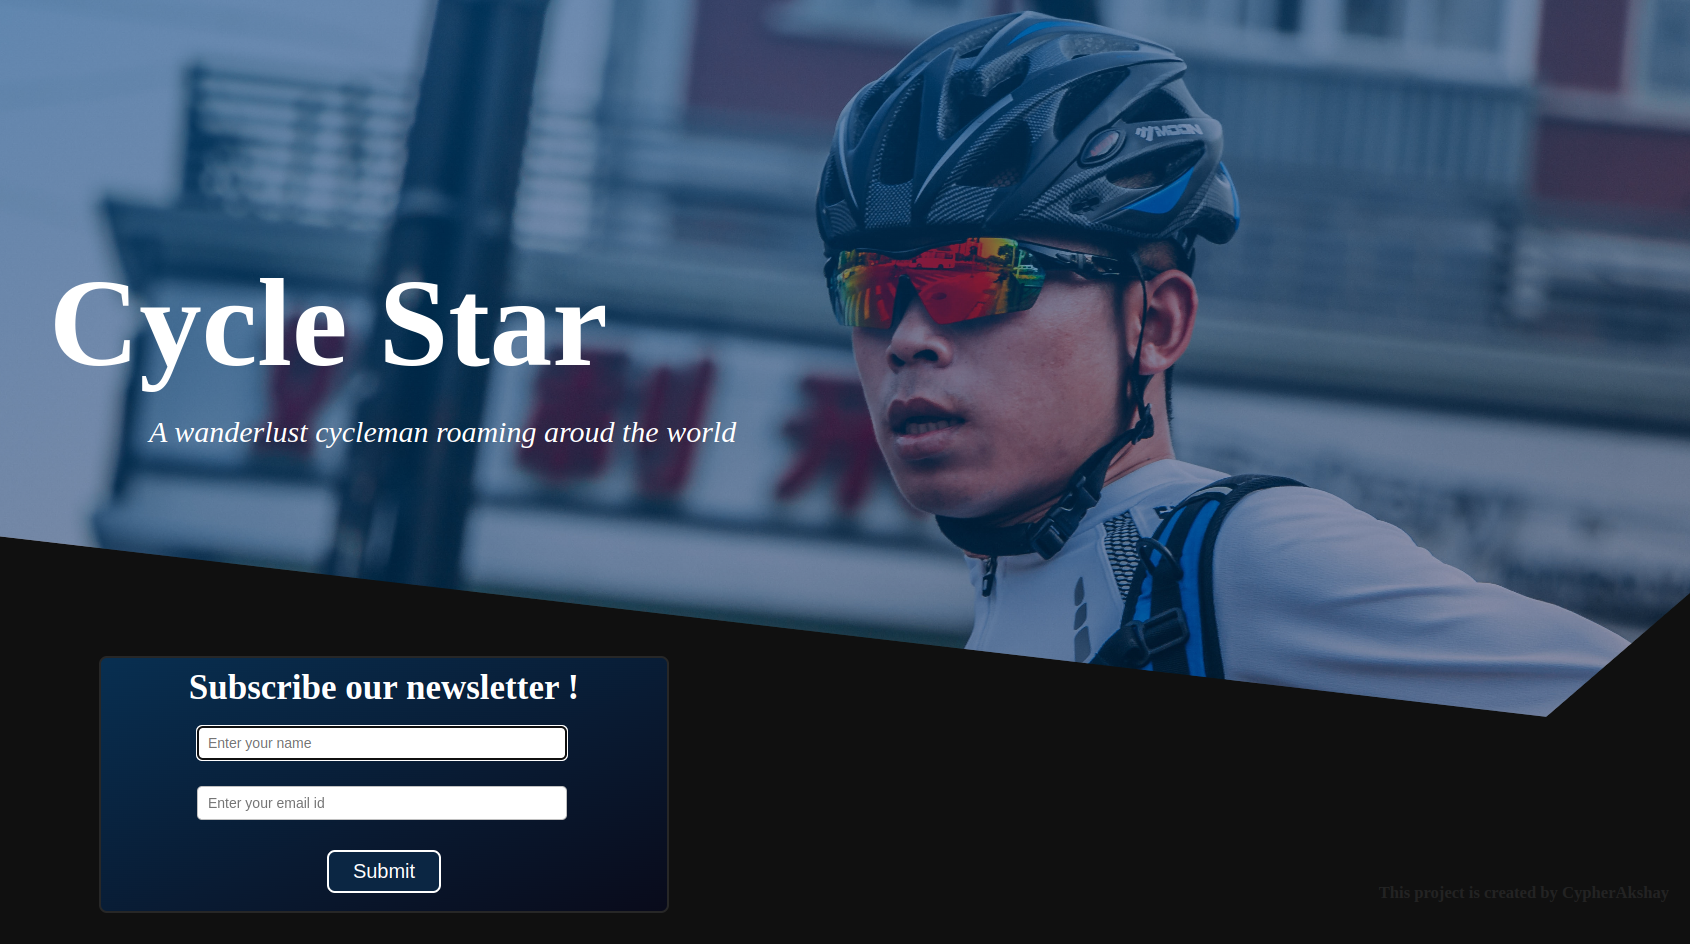 MOON
Cycle Star
A wanderlust cycleman roaming aroud the world
Subscribe our newsletter !
Enter your name
Enter your email id
Submit
This project is created by CypherAkshay